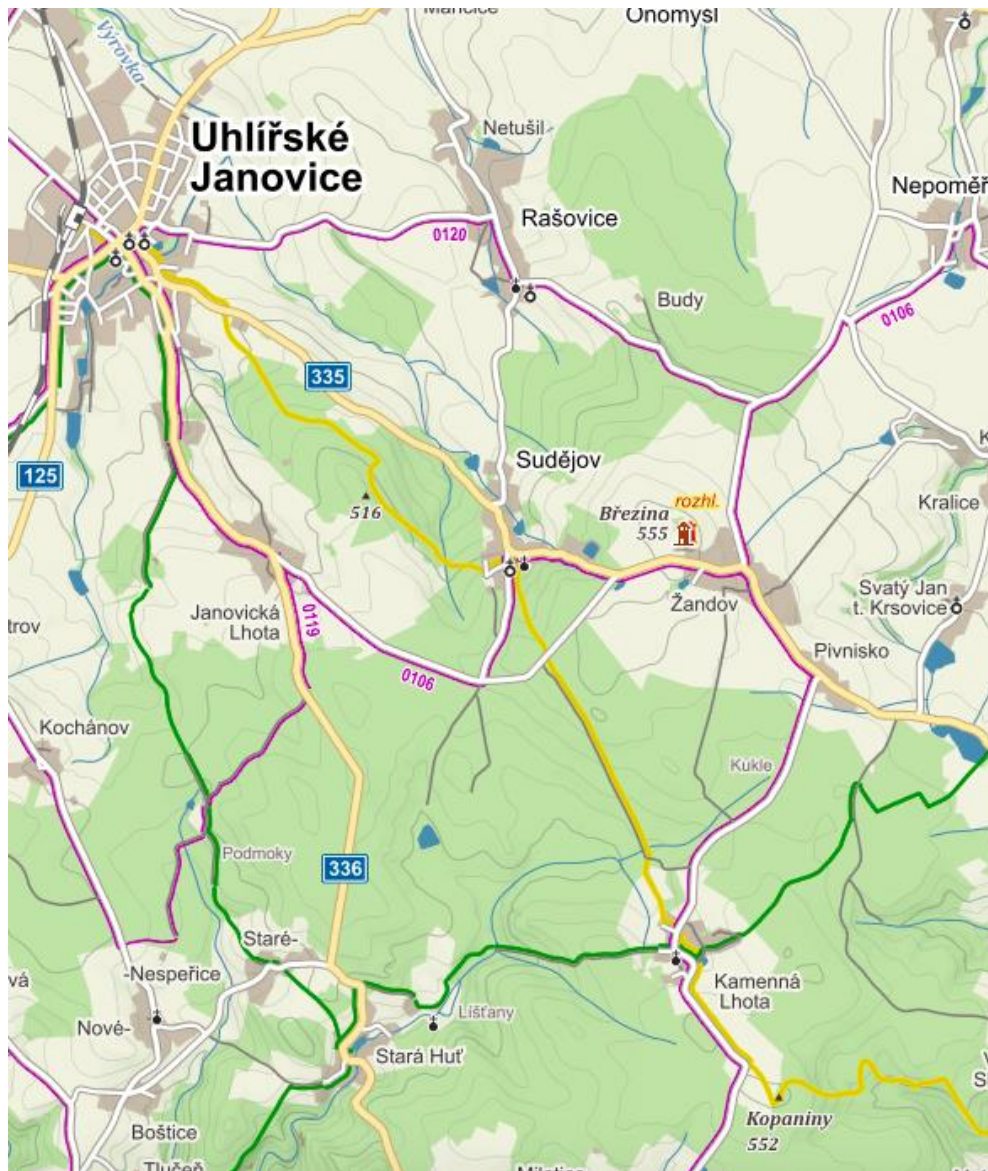 Onomyšl
Výrovka
Netušil
Uhlířské
Janovice
Nepoměř
Rašovice
0120
Budy
0106
335
Sudějov
125
rozhl.
Březina
555
516
Kralice
Svatý Jan
t. Krsovice
Žandov
Janovická
Lhota
0119
Pivnisko
0106
Kochánov
Kukle
Podmoky
336
Staré-
-Nespeřice
Kamenná
Lhota
Líšťany
Nové-
Stará Huť
Kopaniny
552
Boštice